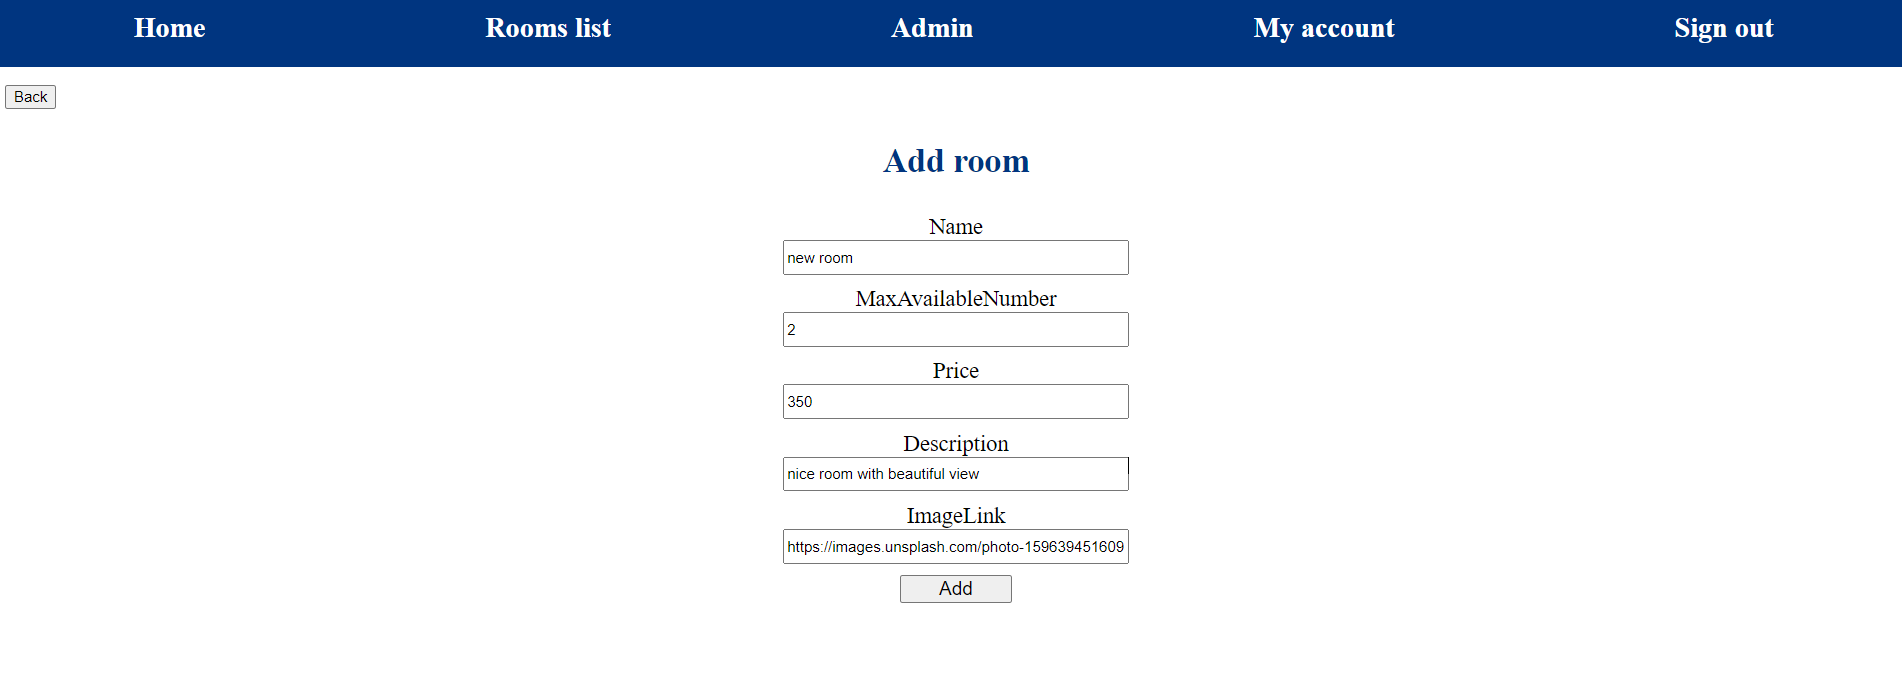 Home Rooms list Admin My account Sign out
Back
Add room
Name
new room
MaxAvailableNumber
2
Price
350
Description
nice room with beautiful view
ImageLink
https://images.unsplash.com/photo-159639451609
Add